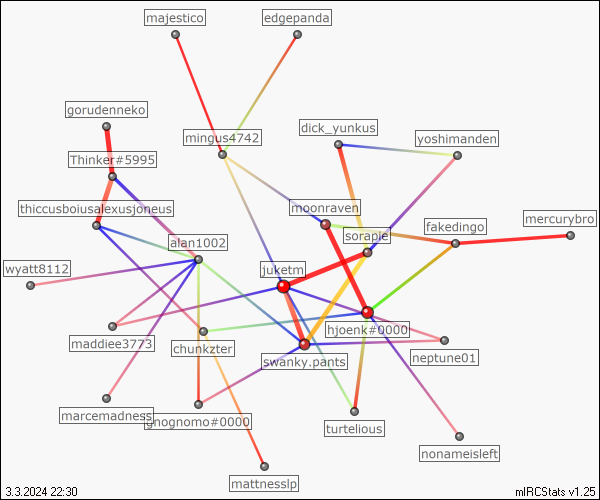 majestico
edgepanda
gorudenneko
dick_yunkus
mingus4742
yoshimanden
Thinker#5995
thiccusboiusalexusjoneus
moonraven
mercurybro
fakedingo
sorapie
alan1002
wyatt8112
juketm
hjoenk#0000
maddiee3773
chunkzter
neptune01
swanky.pants
marcemadness
gnognomo#0000
turtelious
nonameisleft
mattnesslp
3.3.2024 22:30
mIRCStats v1.25